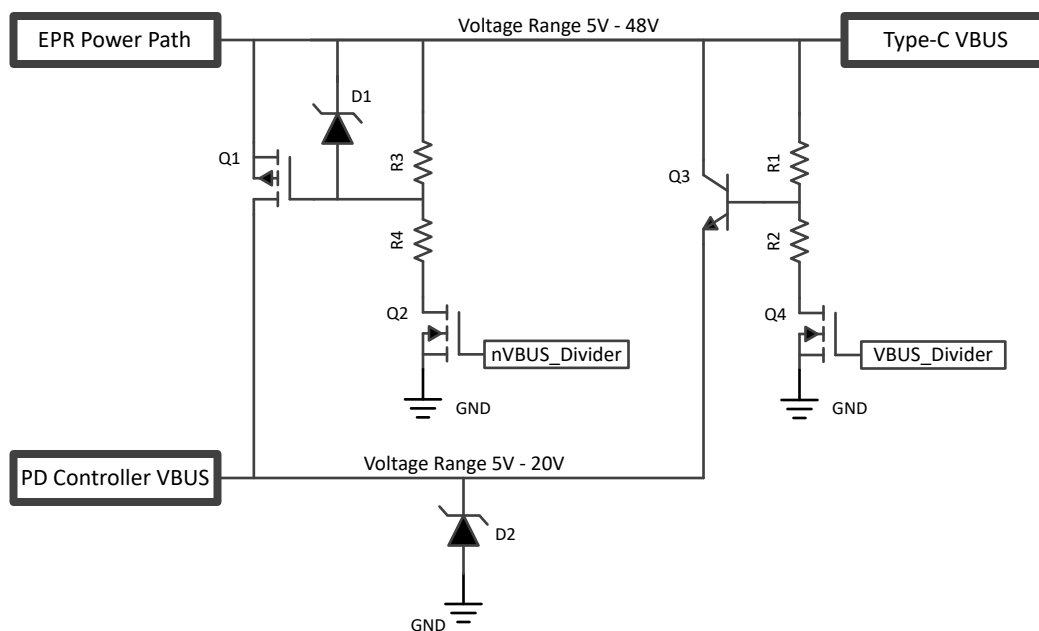 EPR Power Path
Voltage Range 5V - 48V
Type-C VBUS
D1
Q1
R3
R1
Q3
R4
R2
Q2
Q4
nVBUS_Divider
VBUS_Divider
GND
GND
Voltage Range 5V - 20V
PD Controller VBUS
D2
GND